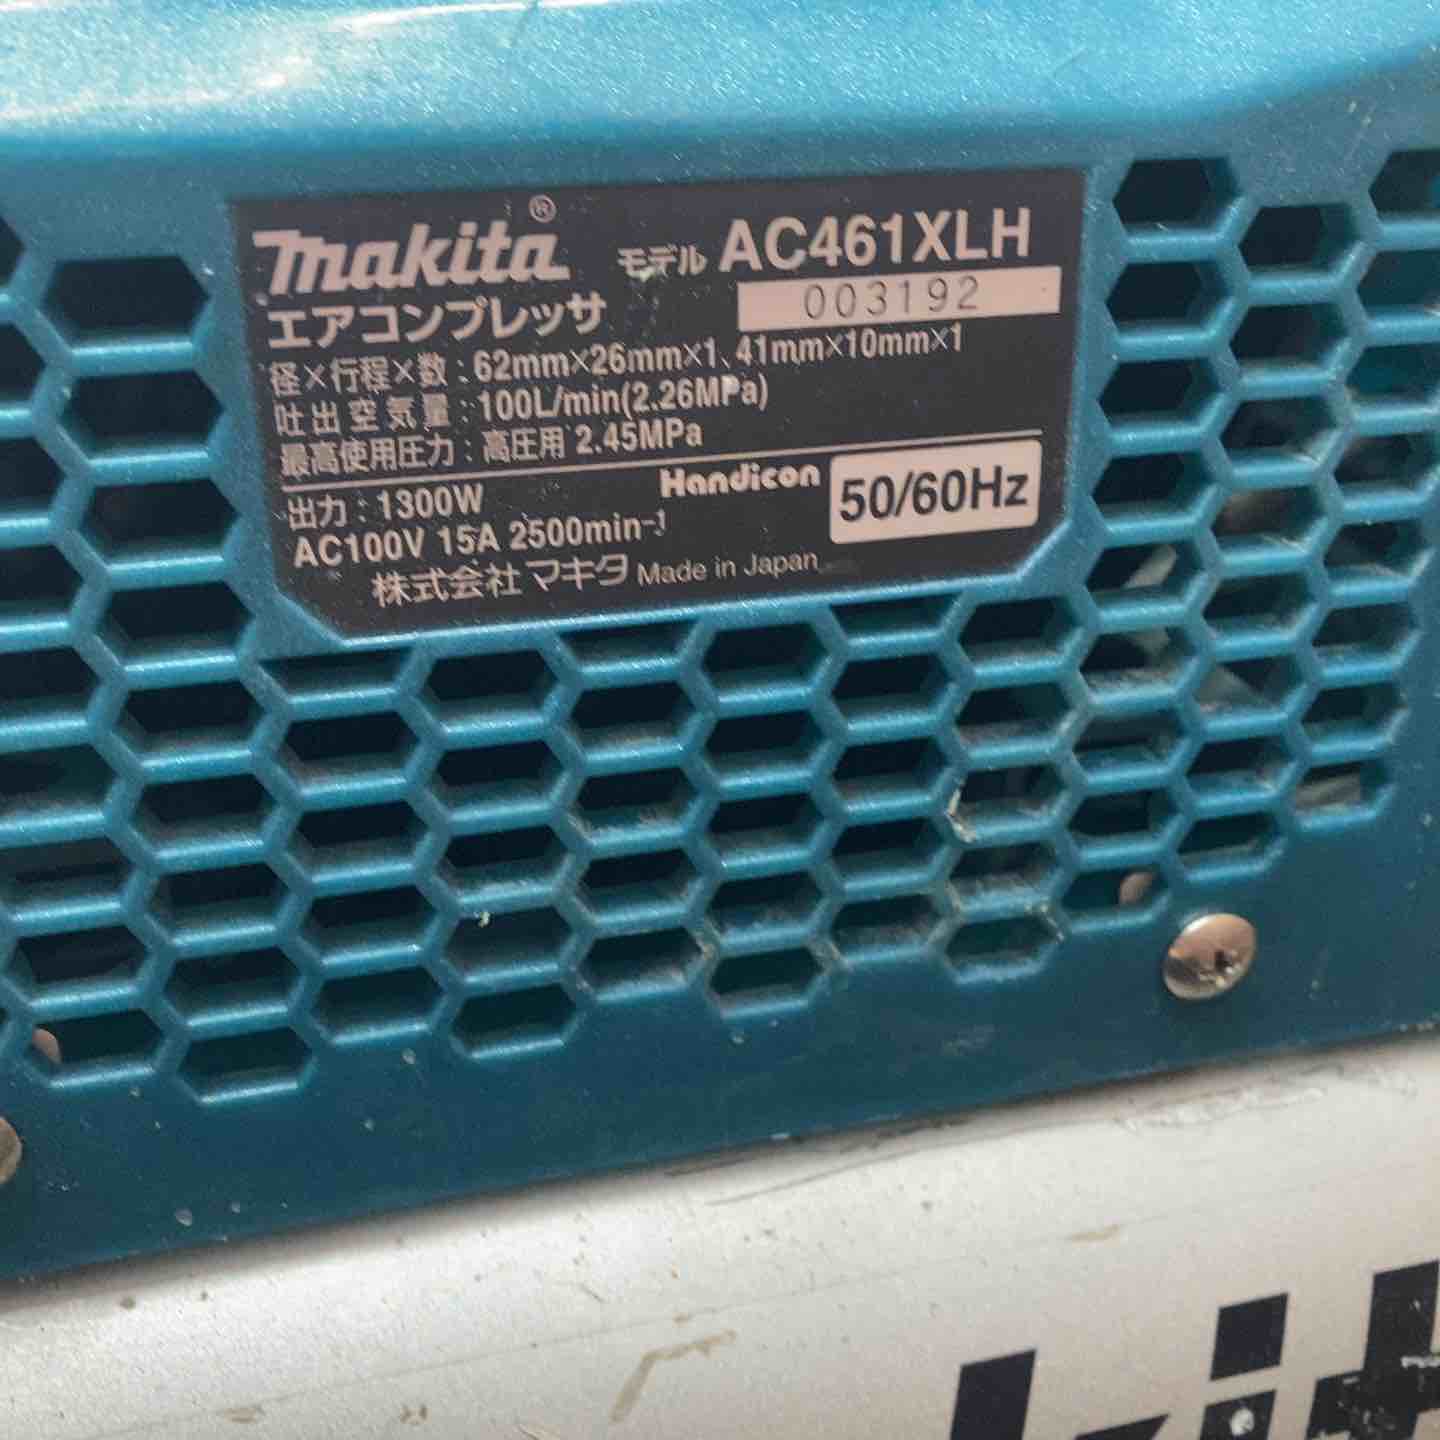 makita®
モデル AC461XLH
003192
エアコンプレッサ
径×行程×数：62mm×26mm×1、41mm×10mm×1
吐出空気量：100L/min(2.26MPa)
最高使用圧力：高圧用 2.45MPa
出力：1300W
Handicon
50/60Hz
AC100V 15A 2500min-1
株式会社マキタ Made in Japan
kit